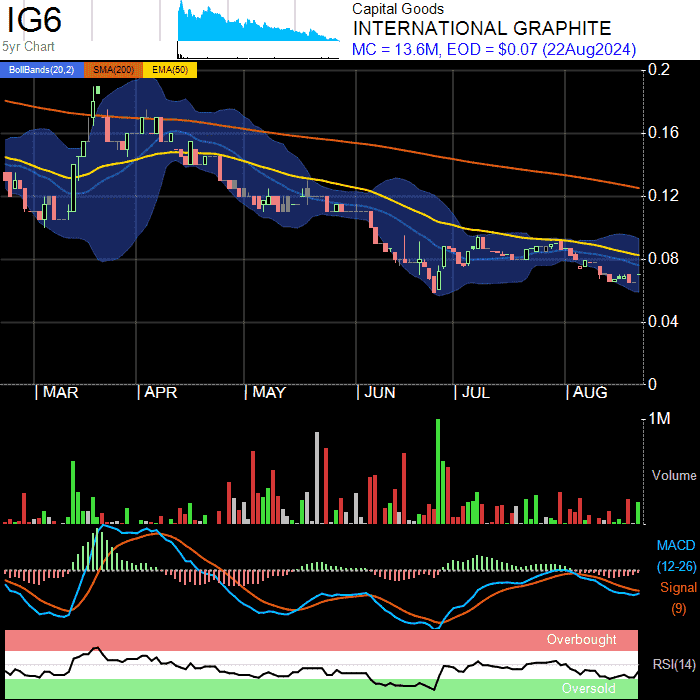 IG6
5yr Chart
Capital Goods
INTERNATIONAL GRAPHITE
MC = 13.6M, EOD = $0.07 (22Aug2024)
BollBands(20,2) SMA(200) EMA(50)
0.2
0.16
0.12
0.08
0.04
0
MAR APR MAY JUN JUL AUG
1M
Volume
MACD
(12-26)
Signal
(9)
Overbought
RSI(14)
Oversold